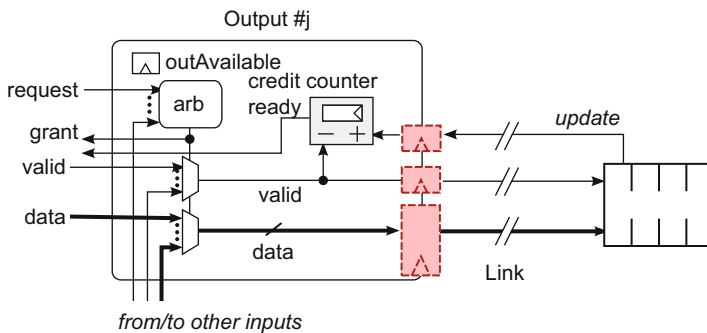 Output #j
outAvailable
credit counter
request
arb
ready
grant
update
valid
− +
valid
data
data
Link
from/to other inputs